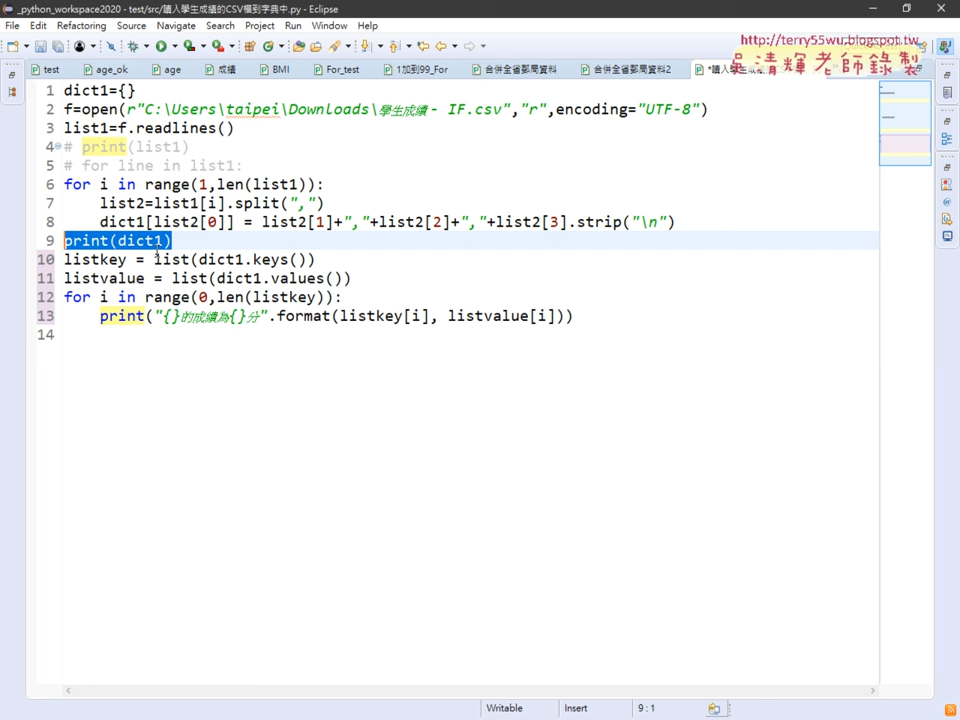 _python_workspace2020 - test/src/讀入學生成績的CSV檔到字典中.py - Eclipse
File Edit Refactoring Source Navigate Search Project Run Window Help
http://terry55wu.blogspot.tw
吳清輝老師錄製
test age_ok age 成績 BMI For_test 1加到99_For 合併全省郵局資料 合併全省郵局資料2
1 dict1={}
2 f=open(r"C:\Users\taipei\Downloads\學生成績 - IF.csv","r",encoding="UTF-8")
3 list1=f.readlines()
4 # print(list1)
5 # for line in list1:
6 for i in range(1,len(list1)):
7 list2=list1[i].split(",")
8 dict1[list2[0]] = list2[1]+","+list2[2]+","+list2[3].strip("\n")
9 print(dict1)
10 listkey = list(dict1.keys())
11 listvalue = list(dict1.values())
12 for i in range(0,len(listkey)):
13 print("{}的成績為{}分".format(listkey[i], listvalue[i]))
14
Writable Insert 9 : 1